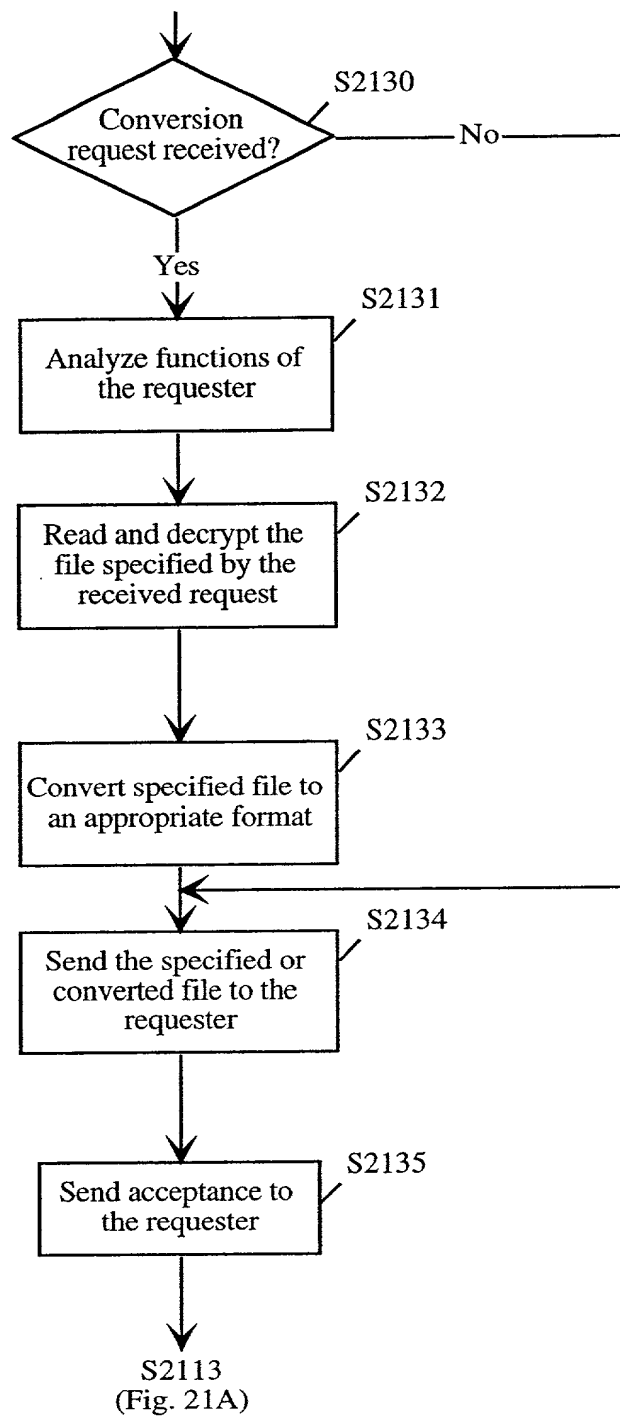 S2130
Conversion
request received?
No
Yes
S2131
Analyze functions of
the requester
S2132
Read and decrypt the
file specified by the
received request
S2133
Convert specified file to
an appropriate format
S2134
Send the specified or
converted file to the
requester
S2135
Send acceptance to
the requester
S2113
(Fig. 21A)